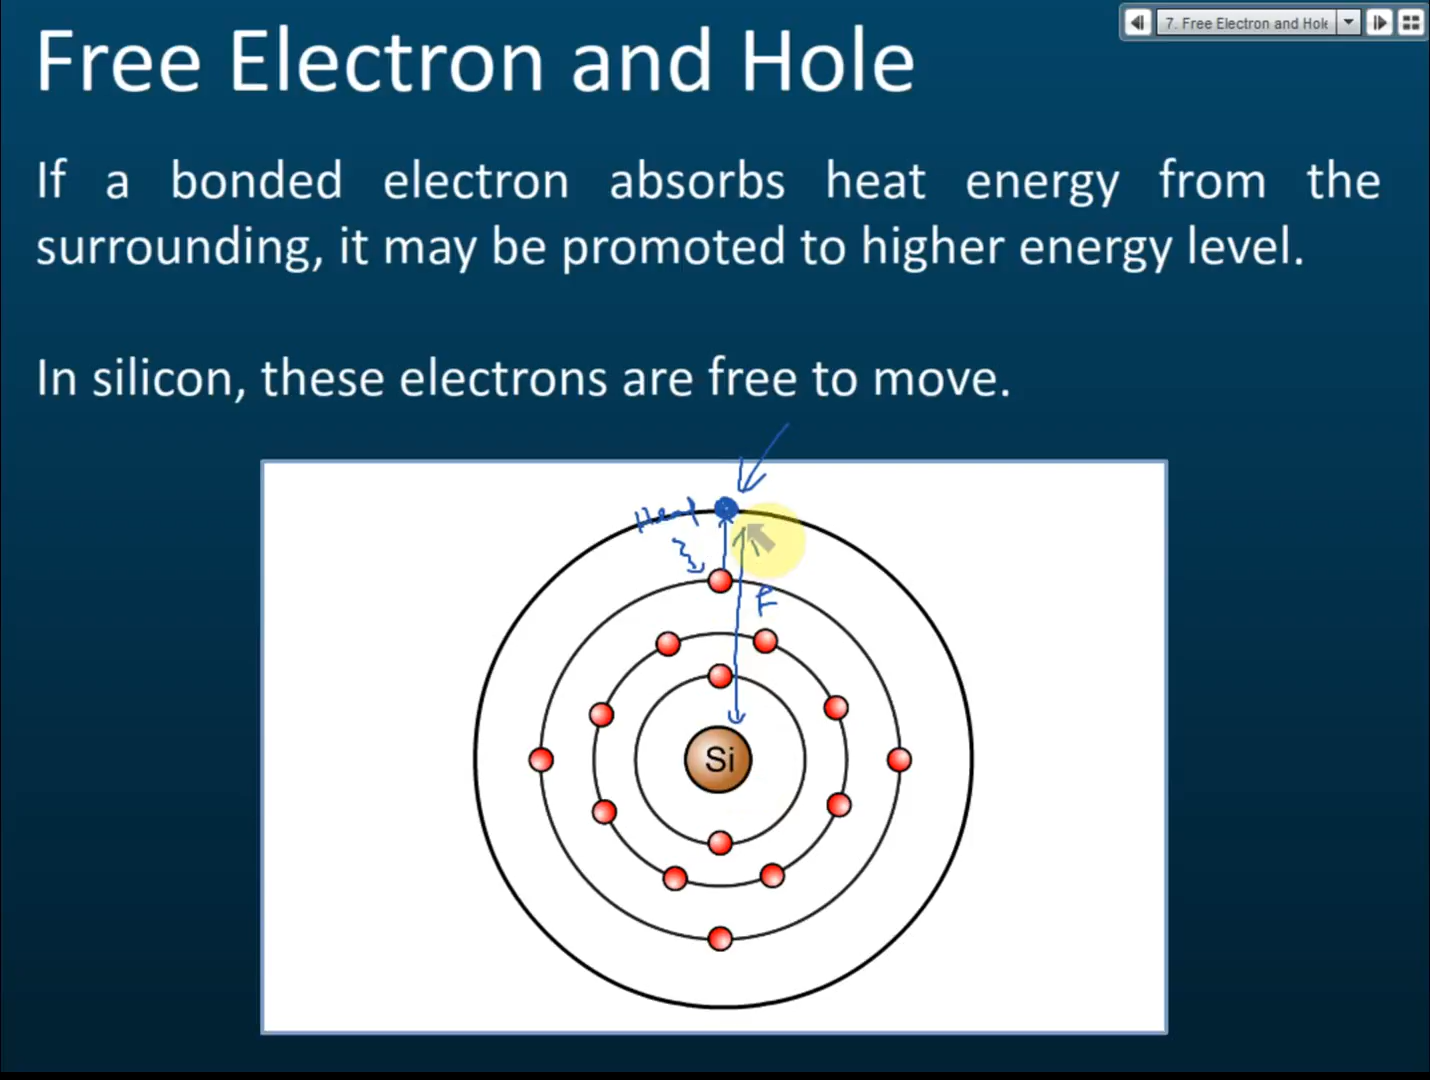 7. Free Electron and Hole
Free Electron and Hole
If a bonded electron absorbs heat energy from the
surrounding, it may be promoted to higher energy level.
In silicon, these electrons are free to move.
Heat
F
Si